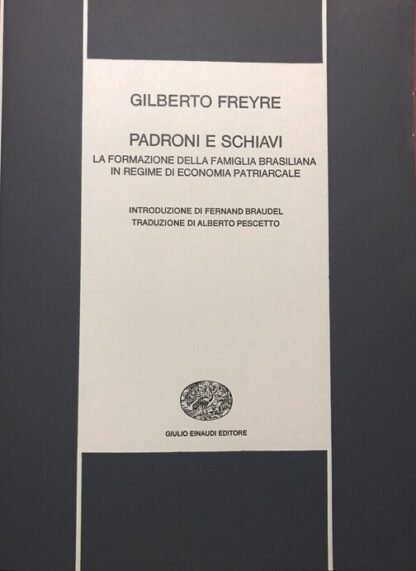 GILBERTO FREYRE
PADRONI E SCHIAVI
LA FORMAZIONE DELLA FAMIGLIA BRASILIANA
IN REGIME DI ECONOMIA PATRIARCALE
INTRODUZIONE DI FERNAND BRAUDEL
TRADUZIONE DI ALBERTO PESCETTO
GIULIO EINAUDI EDITORE